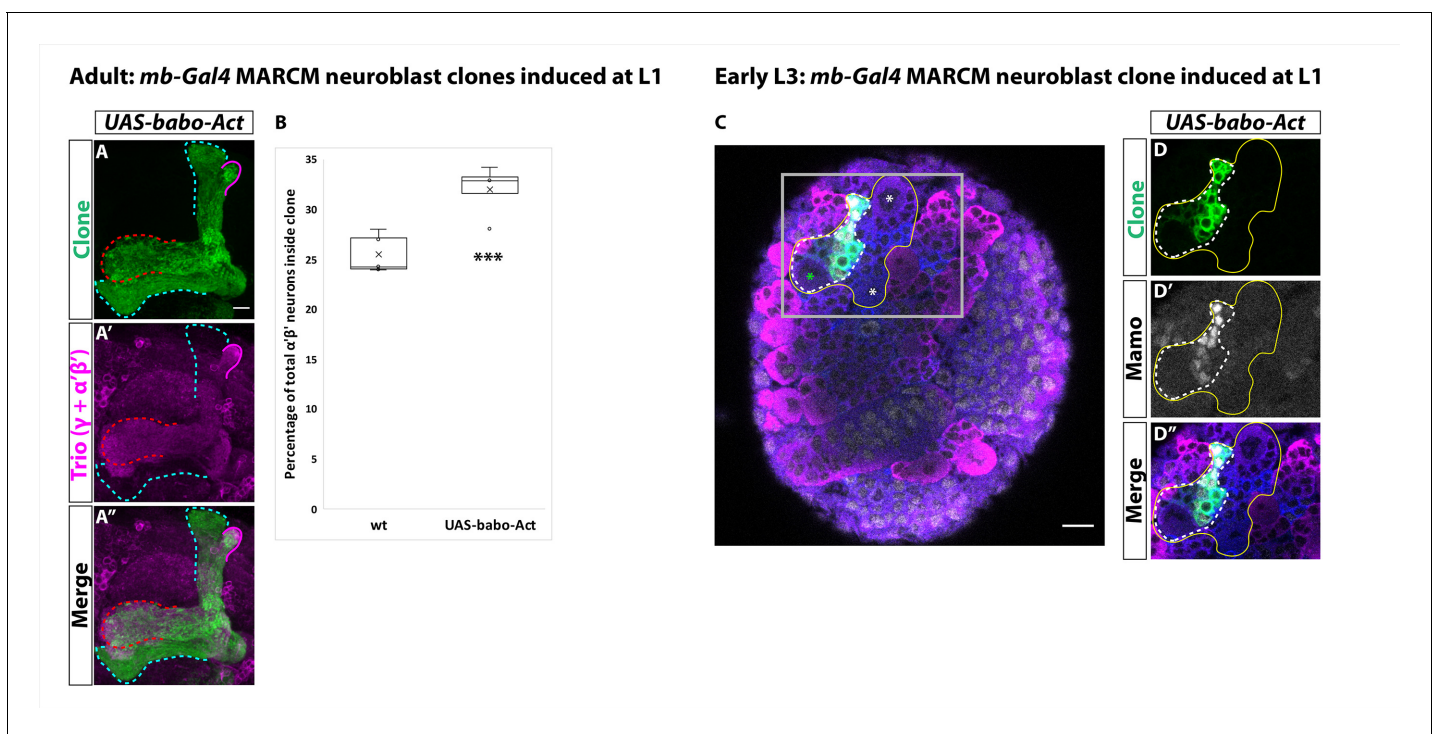 Adult: mb-Gal4 MARCM neuroblast clones induced at L1
UAS-babo-Act
A
Clone
A'
Trio (γ + α'β')
A''
Merge
B
Percentage of total α'β' neurons inside clone
35
30
25
20
15
10
5
0
***
wt
UAS-babo-Act
Early L3: mb-Gal4 MARCM neuroblast clone induced at L1
C
*
*
*
UAS-babo-Act
D
Clone
D'
Mamo
D''
Merge